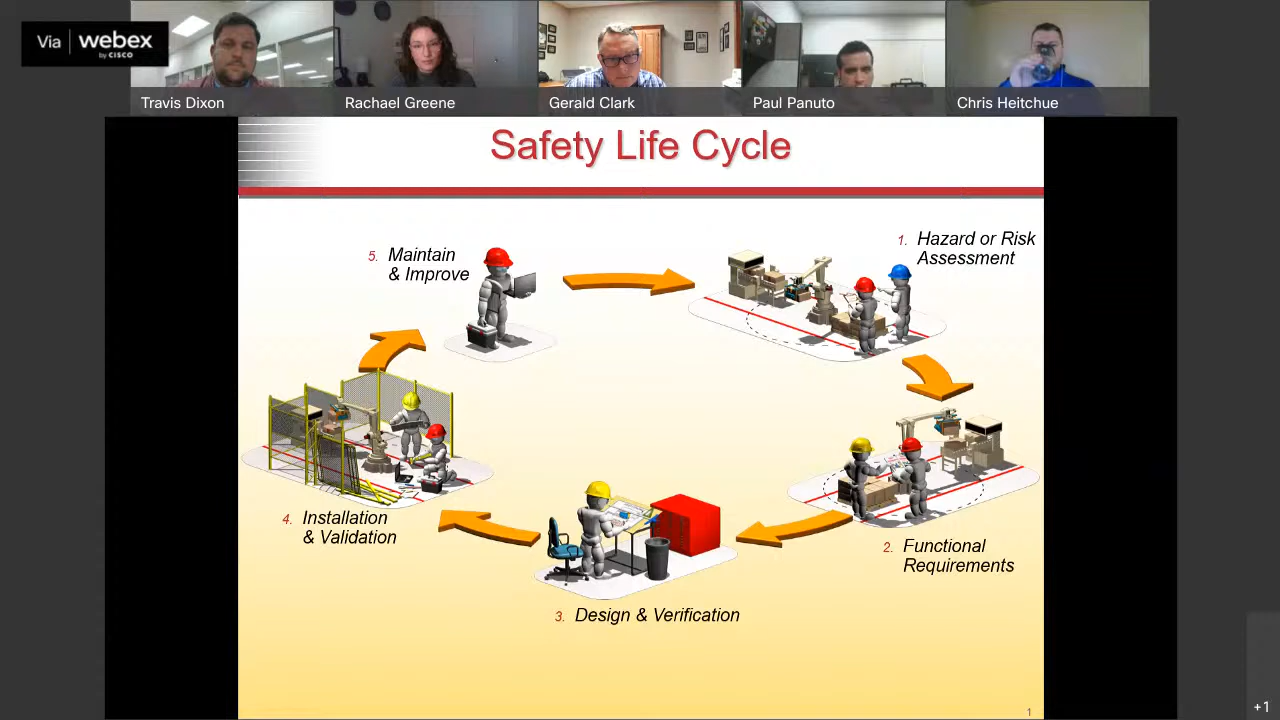 Via webex
by CISCO
Travis Dixon
Rachael Greene
Gerald Clark
Paul Panuto
Chris Heitchue
Safety Life Cycle
1. Hazard or Risk
Assessment
5. Maintain
& Improve
4. Installation
& Validation
2. Functional
Requirements
3. Design & Verification
1
+1